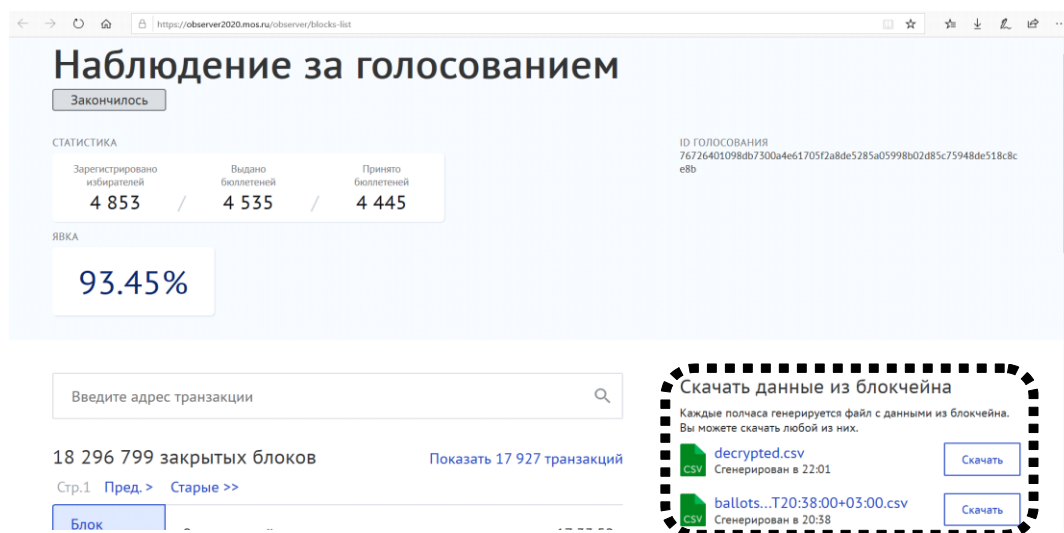 https://observer2020.mos.ru/observer/blocks-list
Наблюдение за голосованием
Закончилось
СТАТИСТИКА
Зарегистрировано
избирателей
4 853
/
Выдано
бюллетеней
4 535
/
Принято
бюллетеней
4 445
ID ГОЛОСОВАНИЯ
76726401098db7300a4e61705f2a8de5285a05998b02d85c75948de518c8c
e8b
ЯВКА
93.45%
Введите адрес транзакции
18 296 799 закрытых блоков
Показать 17 927 транзакций
Стр.1 Пред. > Старые >>
Блок
Скачать данные из блокчейна
Каждые полчаса генерируется файл с данными из блокчейна.
Вы можете скачать любой из них.
CSV
decrypted.csv
Сгенерирован в 22:01
Скачать
CSV
ballots...T20:38:00+03:00.csv
Сгенерирован в 20:38
Скачать